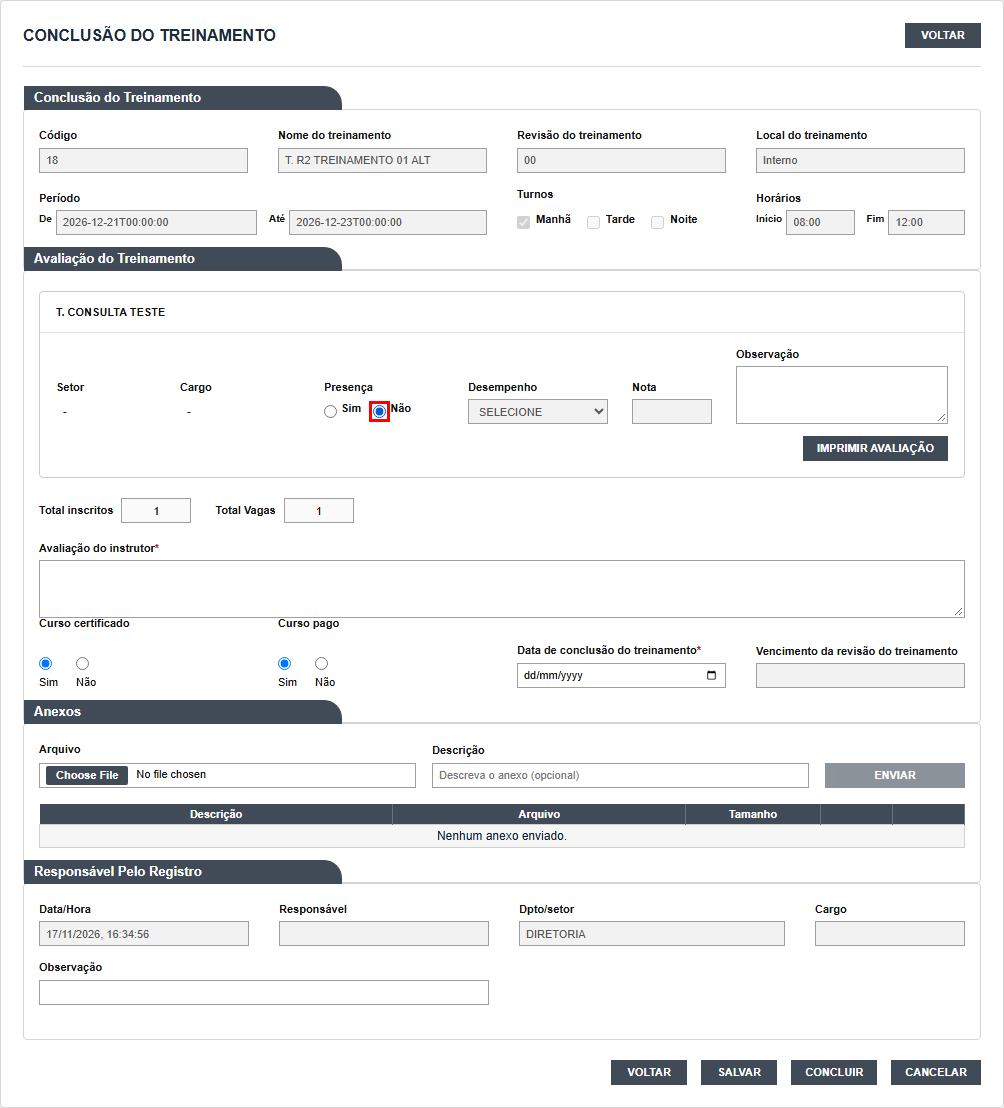 CONCLUSÃO DO TREINAMENTO
VOLTAR
Conclusão do Treinamento
Código
Nome do treinamento
Revisão do treinamento
Local do treinamento
18
T. R2 TREINAMENTO 01 ALT
00
Interno
Período
Turnos
Horários
De 2026-12-21T00:00:00 Até 2026-12-23T00:00:00
Manhã Tarde Noite
Início 08:00 Fim 12:00
Avaliação do Treinamento
T. CONSULTA TESTE
Observação
Setor
Cargo
Presença
Desempenho
Nota
-
-
Sim Não
SELECIONE
IMPRIMIR AVALIAÇÃO
Total inscritos 1 Total Vagas 1
Avaliação do instrutor*
Curso certificado
Curso pago
Data de conclusão do treinamento*
Vencimento da revisão do treinamento
dd/mm/yyyy
Sim Não
Sim Não
Anexos
Arquivo
Descrição
Choose File No file chosen
Descreva o anexo (opcional)
ENVIAR
Descrição Arquivo Tamanho
Nenhum anexo enviado.
Responsável Pelo Registro
Data/Hora
Responsável
Dpto/setor
Cargo
17/11/2026, 16:34:56
DIRETORIA
Observação
VOLTAR SALVAR CONCLUIR CANCELAR